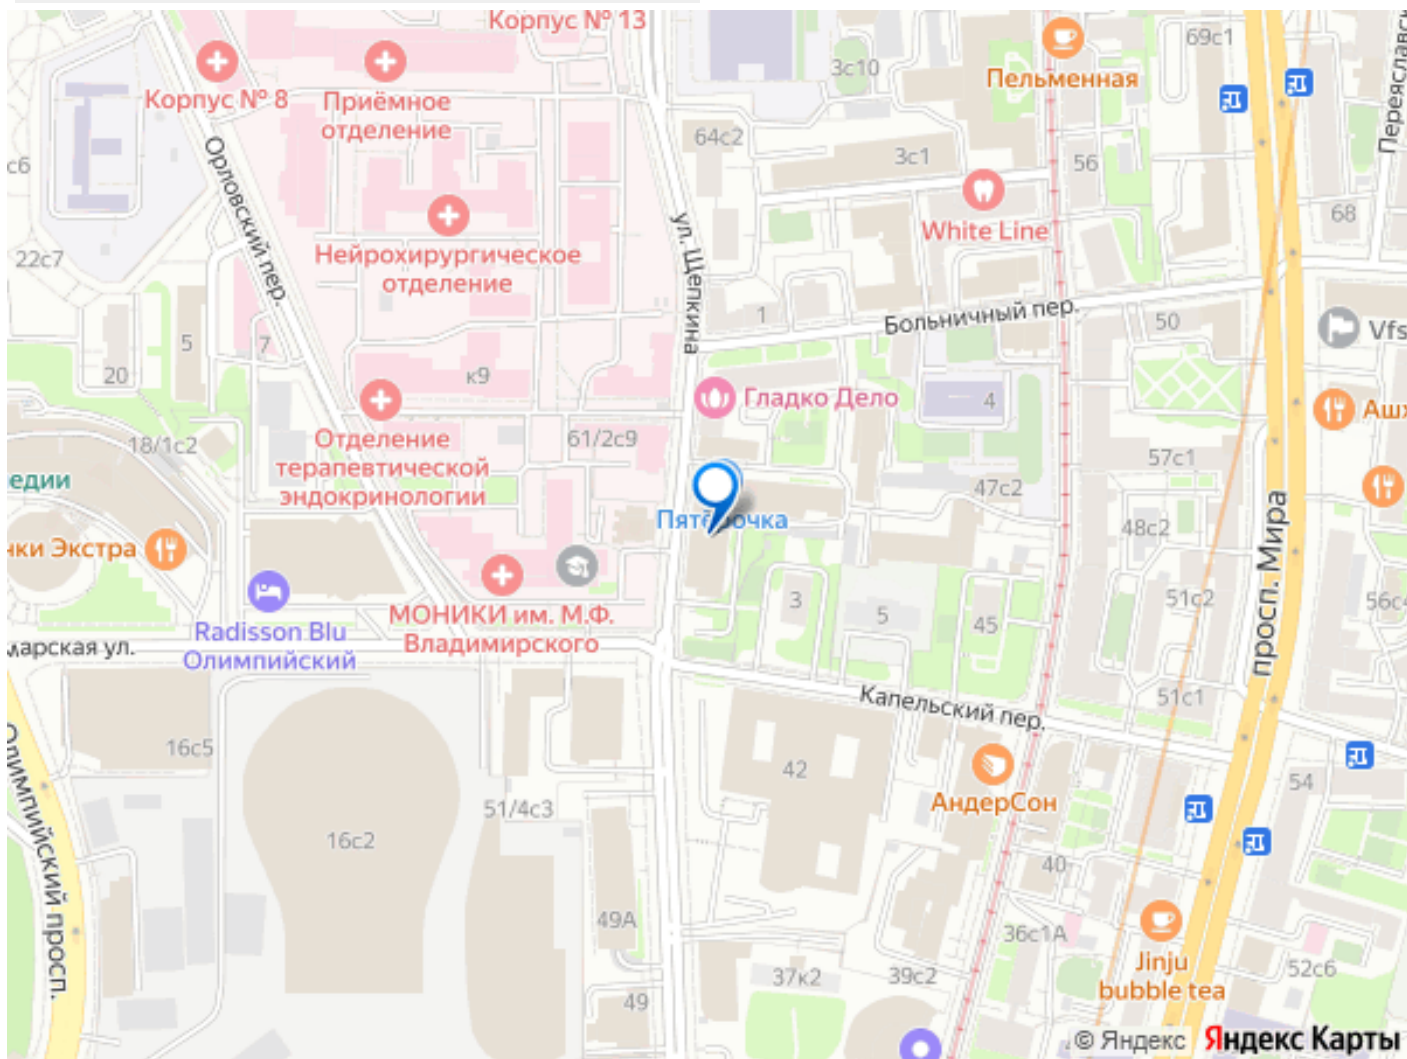 Корпус № 13
69с1
Переяславск
3с10
Пельменная
Корпус № 8
Приёмное
отделение
64с2
3с1
56
с6
Орловский пер.
White Line
68
ул. Щепкина
22с7
Нейрохирургическое
отделение
1
Больничный пер.
50
Vfs
5
7
20
к9
Гладко Дело
4
Ашх
18/1с2
Отделение
терапевтической
эндокринологии
61/2с9
57с1
едии
47с2
Пятёрочка
48с2
просп. Мира
нки Экстра
МОНИКИ им. М.Ф.
Владимирского
3
5
45
51с2
56с4
Radisson Blu
Олимпийский
марская ул.
Капельский пер.
51с1
Олимпийский просп.
16с5
42
АндерСон
54
51/4с3
16с2
40
49А
36с1А
Jinju
bubble tea
37к2
39с2
52с6
49
© Яндекс
Яндекс Карты